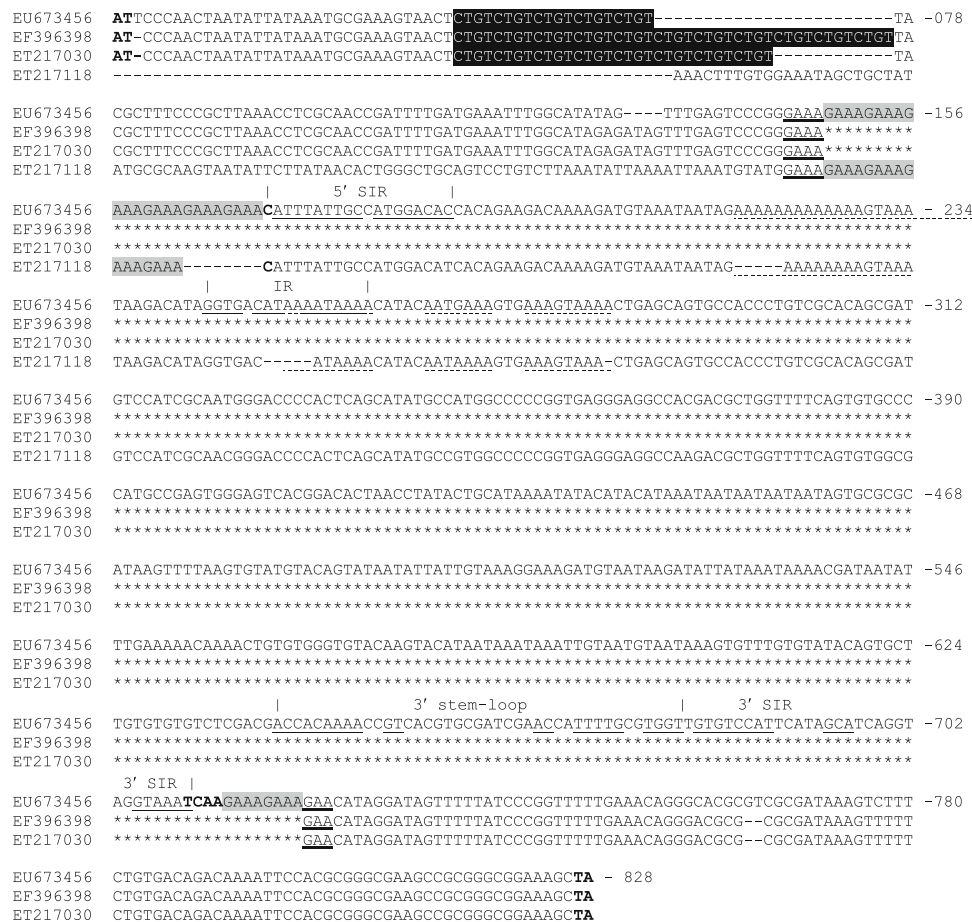 EU673456 ATTCCCAACTAATATTATAAATGCGAAAGTAACTCTGTCTGTCTGTCTGTCTGT------------------------TA -078
EF396398 AT-CCCAACTAATATTATAAATGCGAAAGTAACTCTGTCTGTCTGTCTGTCTGTCTGTCTGTCTGTCTGTCTGTCTGTTA
ET217030 AT-CCCAACTAATATTATAAATGCGAAAGTAACTCTGTCTGTCTGTCTGTCTGTCTGTCTGTCTGT------------TA
ET217118 --------------------------------------------------------AAACTTTGTGGAAATAGCTGCTAT
EU673456 CGCTTTCCCGCTTAAACCTCGCAACCGATTTTGATGAAATTTGGCATATAG----TTTGAGTCCCGGGAAAGAAAGAAAG -156
EF396398 CGCTTTCCCGCTTAAACCTCGCAACCGATTTTGATGAAATTTGGCATAGAGATAGTTTGAGTCCCGGGAAA*********
ET217030 CGCTTTCCCGCTTAAACCTCGCAACCGATTTTGATGAAATTTGGCATAGAGATAGTTTGAGTCCCGGGAAA*********
ET217118 ATGCGCAAGTAATATTCTTATAACACTGGGCTGCAGTCCTGTCTTAAATATTAAAATTAAATGTATGGAAAGAAAGAAAG
| 5′ SIR |
EU673456 AAAGAAAGAAAGAAACATTTATTGCCATGGACACCACAGAAGACAAAAGATGTAAATAATAGAAAAAAAAAAAAAGTAAA - 234
EF396398 ********************************************************************************
ET217030 ********************************************************************************
ET217118 AAAGAAA--------CATTTATTGCCATGGACATCACAGAAGACAAAAGATGTAAATAATAG-----AAAAAAAAGTAAA
| IR |
EU673456 TAAGACATAGGTGACATAAAATAAAACATACAATGAAAGTGAAAGTAAAACTGAGCAGTGCCACCCTGTCGCACAGCGAT -312
EF396398 ********************************************************************************
ET217030 ********************************************************************************
ET217118 TAAGACATAGGTGAC-----ATAAAACATACAATAAAAGTGAAAGTAAA-CTGAGCAGTGCCACCCTGTCGCACAGCGAT
EU673456 GTCCATCGCAATGGGACCCCACTCAGCATATGCCATGGCCCCCGGTGAGGGAGGCCACGACGCTGGTTTTCAGTGTGCCC -390
EF396398 ********************************************************************************
ET217030 ********************************************************************************
ET217118 GTCCATCGCAACGGGACCCCACTCAGCATATGCCGTGGCCCCCGGTGAGGGAGGCCAAGACGCTGGTTTTCAGTGTGGCG
EU673456 CATGCCGAGTGGGAGTCACGGACACTAACCTATACTGCATAAAATATACATACATAAATAATAATAATAATAGTGCGCGC -468
EF396398 ********************************************************************************
ET217030 ********************************************************************************
EU673456 ATAAGTTTTAAGTGTATGTACAGTATAATATTATTGTAAAGGAAAGATGTAATAAGATATTATAAATAAAACGATAATAT -546
EF396398 ********************************************************************************
ET217030 ********************************************************************************
EU673456 TTGAAAAACAAAACTGTGTGGGTGTACAAGTACATAATAAATAAATTGTAATGTAATAAAGTGTTTGTGTATACAGTGCT -624
EF396398 ********************************************************************************
ET217030 ********************************************************************************
| 3′ stem-loop | 3′ SIR
EU673456 TGTGTGTGTCTCGACGACCACAAAACCGTCACGTGCGATCGAACCATTTTGCGTGGTTGTGTCCATTCATAGCATCAGGT -702
EF396398 ********************************************************************************
ET217030 ********************************************************************************
3′ SIR |
EU673456 AGGTAAATCAAGAAAGAAAGAACATAGGATAGTTTTTATCCCGGTTTTTGAAACAGGGCACGCGTCGCGATAAAGTCTTT -780
EF396398 *******************GAACATAGGATAGTTTTTATCCCGGTTTTTGAAACAGGGACGCG--CGCGATAAAGTTTTT
ET217030 *******************GAACATAGGATAGTTTTTATCCCGGTTTTTGAAACAGGGACGCG--CGCGATAAAGTTTTT
EU673456 CTGTGACAGACAAAATTCCACGCGGGCGAAGCCGCGGGCGGAAAGCTA - 828
EF396398 CTGTGACAGACAAAATTCCACGCGGGCGAAGCCGCGGGCGGAAAGCTA
ET217030 CTGTGACAGACAAAATTCCACGCGGGCGAAGCCGCGGGCGGAAAGCTA